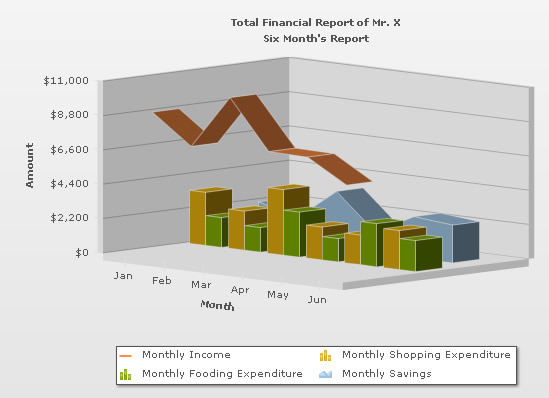 Total Financial Report of Mr. X
Six Month's Report
$11,000
$8,800
$6,600
$4,400
$2,200
$0
Amount
Jan
Feb
Mar
Apr
May
Jun
Month
Monthly Income
Monthly Shopping Expenditure
Monthly Fooding Expenditure
Monthly Savings